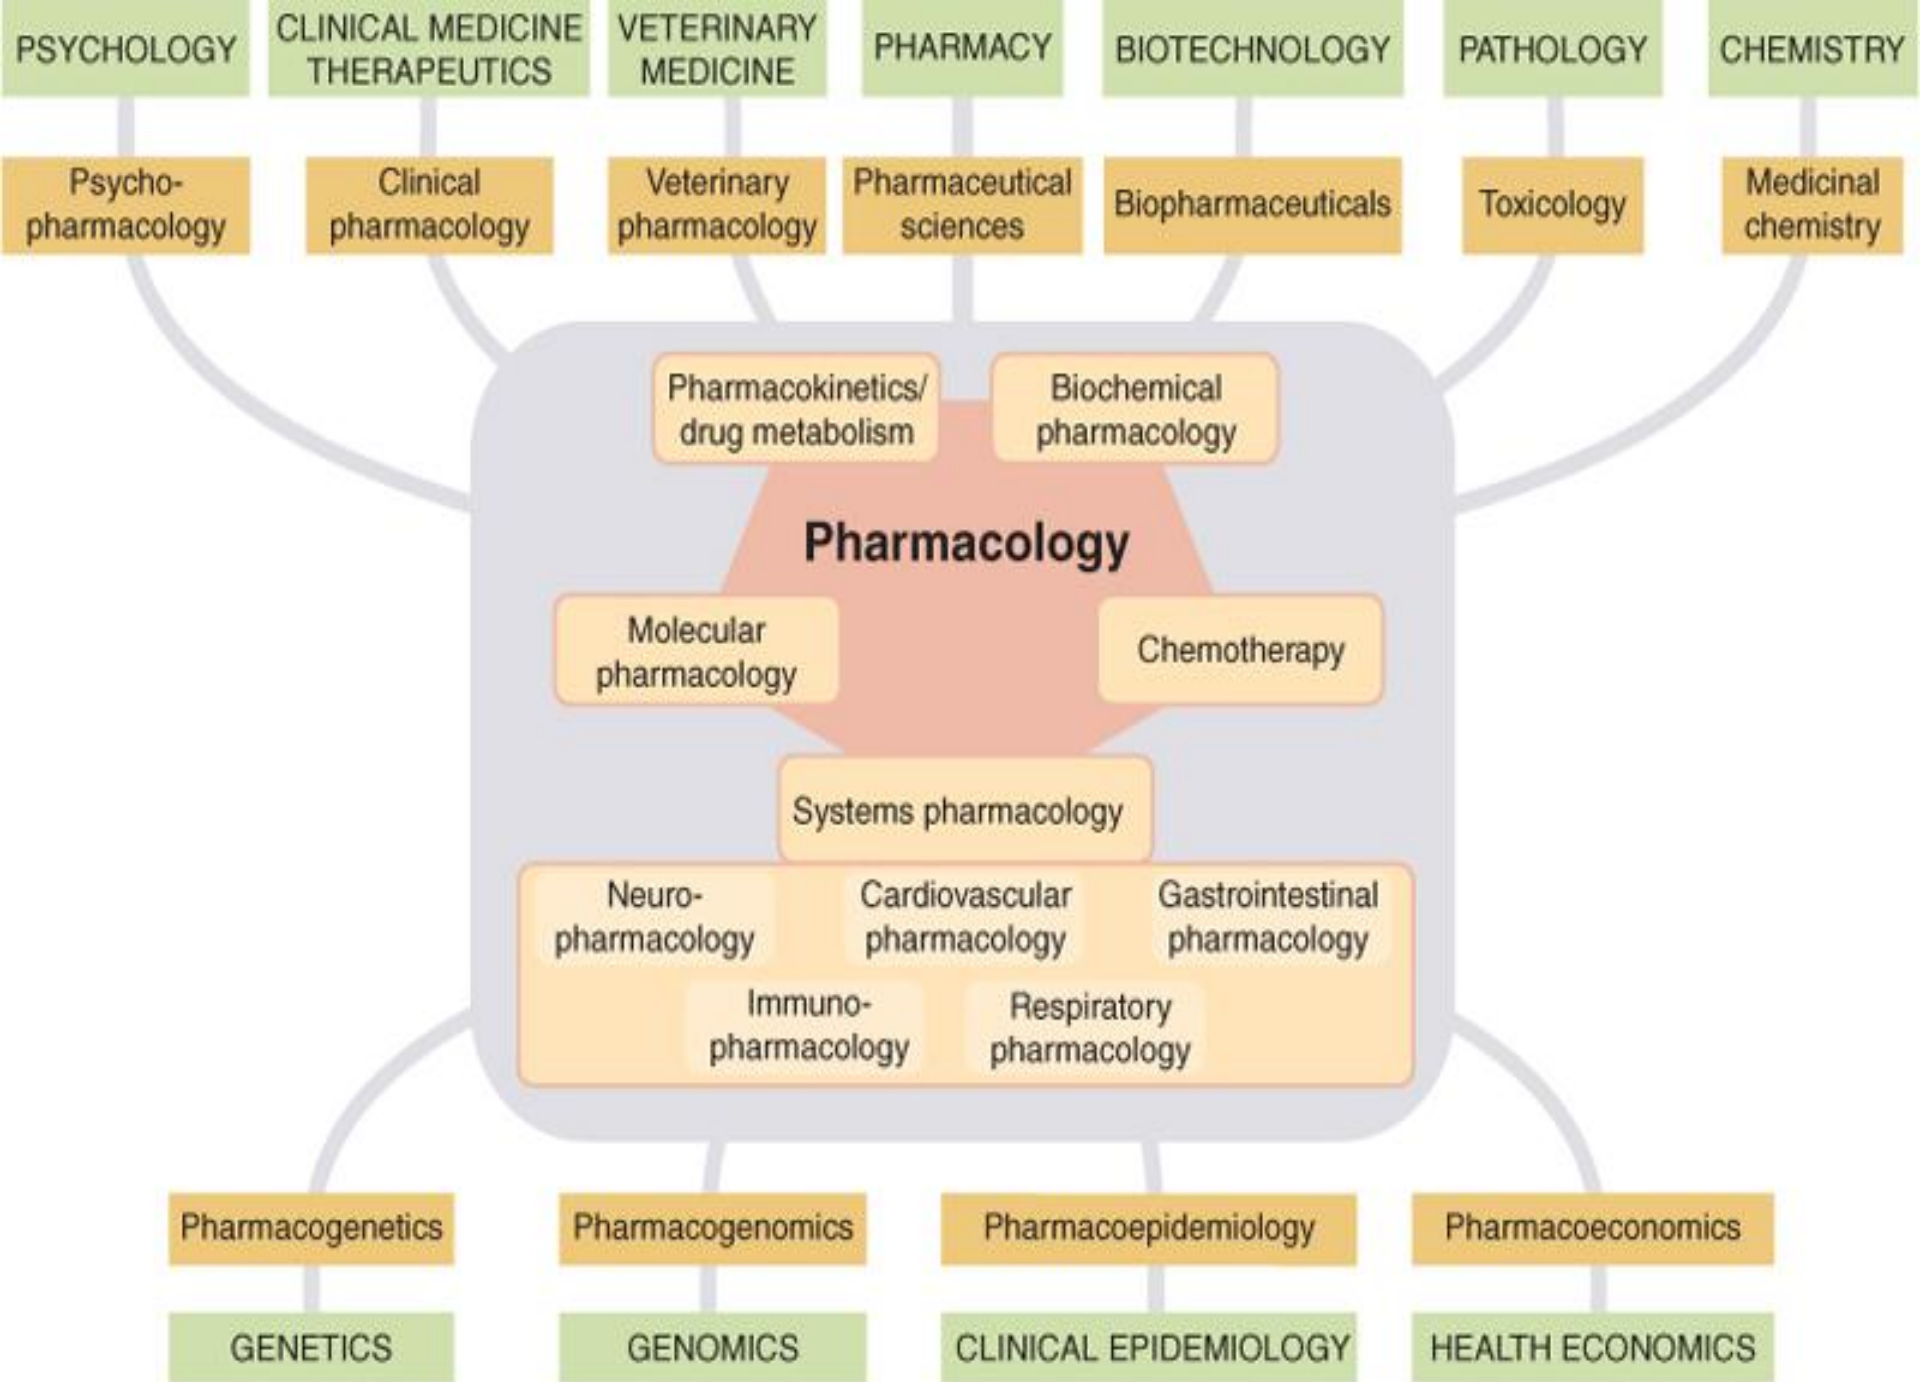 PSYCHOLOGY
CLINICAL MEDICINE
THERAPEUTICS
VETERINARY
MEDICINE
PHARMACY
BIOTECHNOLOGY
PATHOLOGY
CHEMISTRY
Psycho-
pharmacology
Clinical
pharmacology
Veterinary
pharmacology
Pharmaceutical
sciences
Biopharmaceuticals
Toxicology
Medicinal
chemistry
Pharmacokinetics/
drug metabolism
Biochemical
pharmacology
Pharmacology
Molecular
pharmacology
Chemotherapy
Systems pharmacology
Neuro-
pharmacology
Cardiovascular
pharmacology
Gastrointestinal
pharmacology
Immuno-
pharmacology
Respiratory
pharmacology
Pharmacogenetics
Pharmacogenomics
Pharmacoepidemiology
Pharmacoeconomics
GENETICS
GENOMICS
CLINICAL EPIDEMIOLOGY
HEALTH ECONOMICS